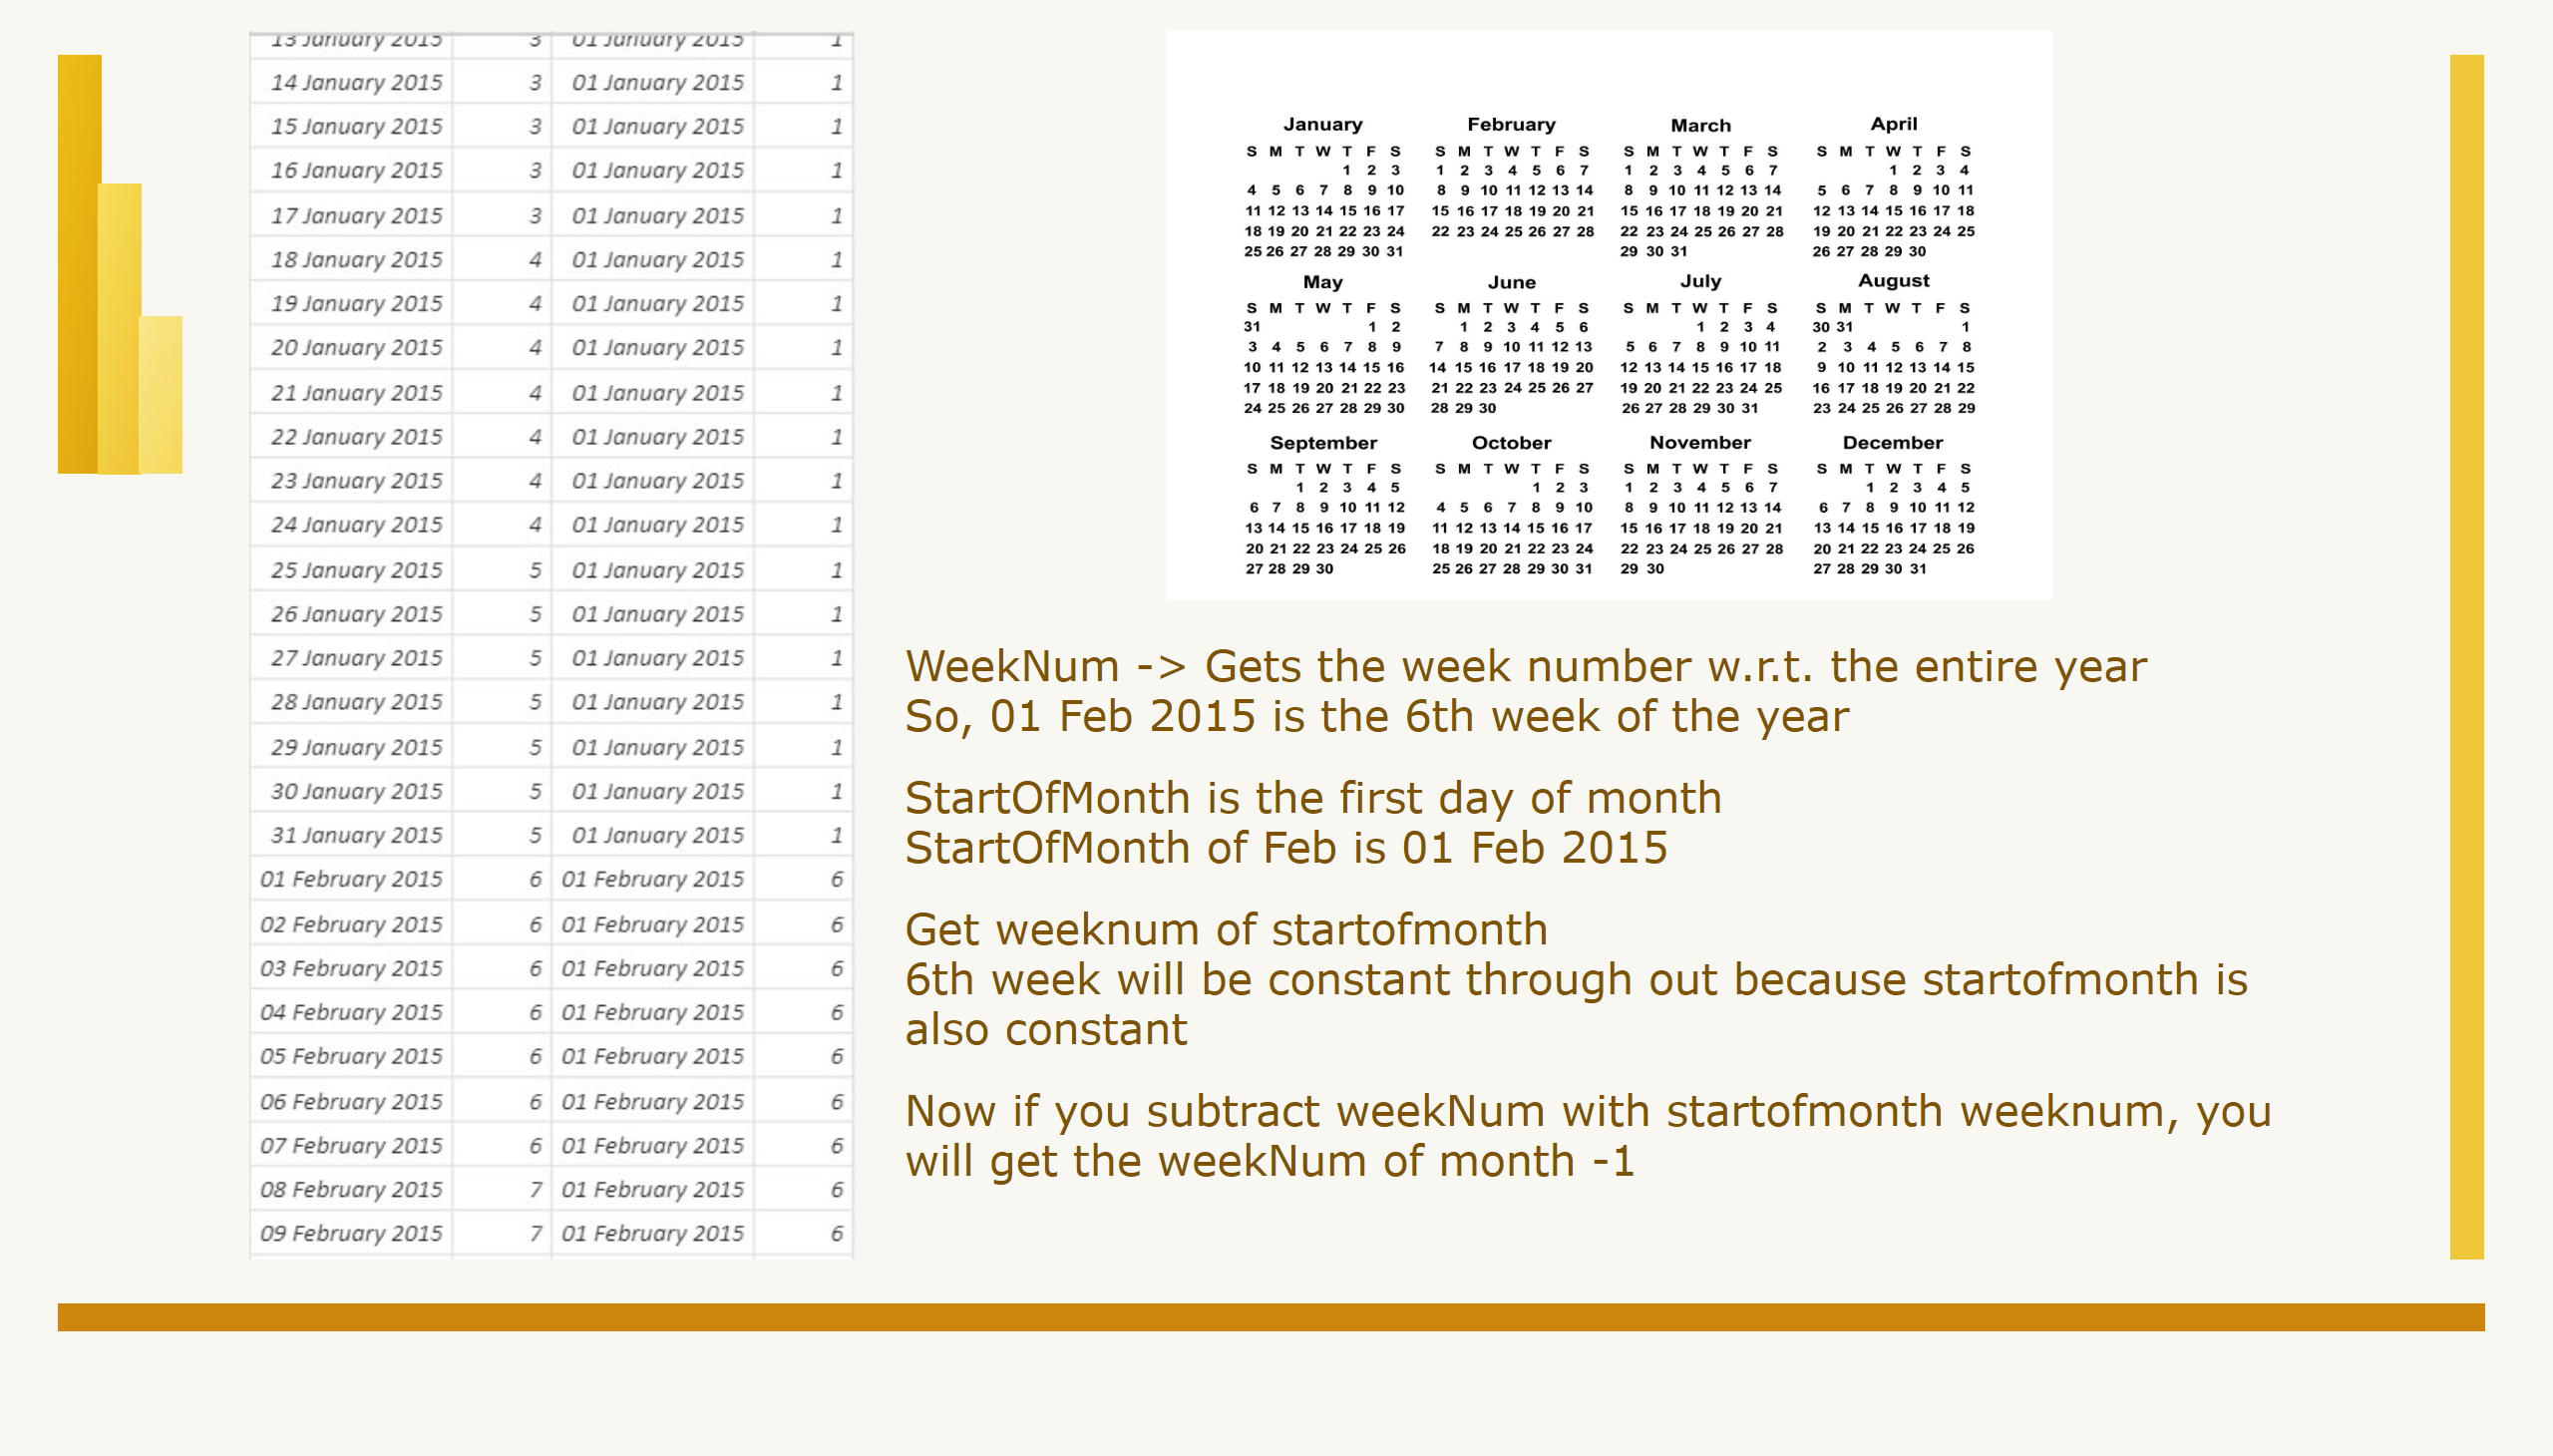 13 January 2015 3 01 January 2015 1
14 January 2015 3 01 January 2015 1
15 January 2015 3 01 January 2015 1
16 January 2015 3 01 January 2015 1
17 January 2015 3 01 January 2015 1
18 January 2015 4 01 January 2015 1
19 January 2015 4 01 January 2015 1
20 January 2015 4 01 January 2015 1
21 January 2015 4 01 January 2015 1
22 January 2015 4 01 January 2015 1
23 January 2015 4 01 January 2015 1
24 January 2015 4 01 January 2015 1
25 January 2015 5 01 January 2015 1
26 January 2015 5 01 January 2015 1
27 January 2015 5 01 January 2015 1
28 January 2015 5 01 January 2015 1
29 January 2015 5 01 January 2015 1
30 January 2015 5 01 January 2015 1
31 January 2015 5 01 January 2015 1
01 February 2015 6 01 February 2015 6
02 February 2015 6 01 February 2015 6
03 February 2015 6 01 February 2015 6
04 February 2015 6 01 February 2015 6
05 February 2015 6 01 February 2015 6
06 February 2015 6 01 February 2015 6
07 February 2015 6 01 February 2015 6
08 February 2015 7 01 February 2015 6
09 February 2015 7 01 February 2015 6
January February March April
S M T W T F S S M T W T F S S M T W T F S S M T W T F S
1 2 3 1 2 3 4 5 6 7 1 2 3 4 5 6 7 1 2 3 4
4 5 6 7 8 9 10 8 9 10 11 12 13 14 8 9 10 11 12 13 14 5 6 7 8 9 10 11
11 12 13 14 15 16 17 15 16 17 18 19 20 21 15 16 17 18 19 20 21 12 13 14 15 16 17 18
18 19 20 21 22 23 24 22 23 24 25 26 27 28 22 23 24 25 26 27 28 19 20 21 22 23 24 25
25 26 27 28 29 30 31 29 30 31 26 27 28 29 30
May June July August
S M T W T F S S M T W T F S S M T W T F S S M T W T F S
31 1 2 1 2 3 4 5 6 1 2 3 4 30 31 1
3 4 5 6 7 8 9 7 8 9 10 11 12 13 5 6 7 8 9 10 11 2 3 4 5 6 7 8
10 11 12 13 14 15 16 14 15 16 17 18 19 20 12 13 14 15 16 17 18 9 10 11 12 13 14 15
17 18 19 20 21 22 23 21 22 23 24 25 26 27 19 20 21 22 23 24 25 16 17 18 19 20 21 22
24 25 26 27 28 29 30 28 29 30 26 27 28 29 30 31 23 24 25 26 27 28 29
September October November December
S M T W T F S S M T W T F S S M T W T F S S M T W T F S
1 2 3 4 5 1 2 3 1 2 3 4 5 6 7 1 2 3 4 5
6 7 8 9 10 11 12 4 5 6 7 8 9 10 8 9 10 11 12 13 14 6 7 8 9 10 11 12
13 14 15 16 17 18 19 11 12 13 14 15 16 17 15 16 17 18 19 20 21 13 14 15 16 17 18 19
20 21 22 23 24 25 26 18 19 20 21 22 23 24 22 23 24 25 26 27 28 20 21 22 23 24 25 26
27 28 29 30 25 26 27 28 29 30 31 29 30 27 28 29 30 31
WeekNum -> Gets the week number w.r.t. the entire year
So, 01 Feb 2015 is the 6th week of the year
StartOfMonth is the first day of month
StartOfMonth of Feb is 01 Feb 2015
Get weeknum of startofmonth
6th week will be constant through out because startofmonth is
also constant
Now if you subtract weekNum with startofmonth weeknum, you
will get the weekNum of month -1